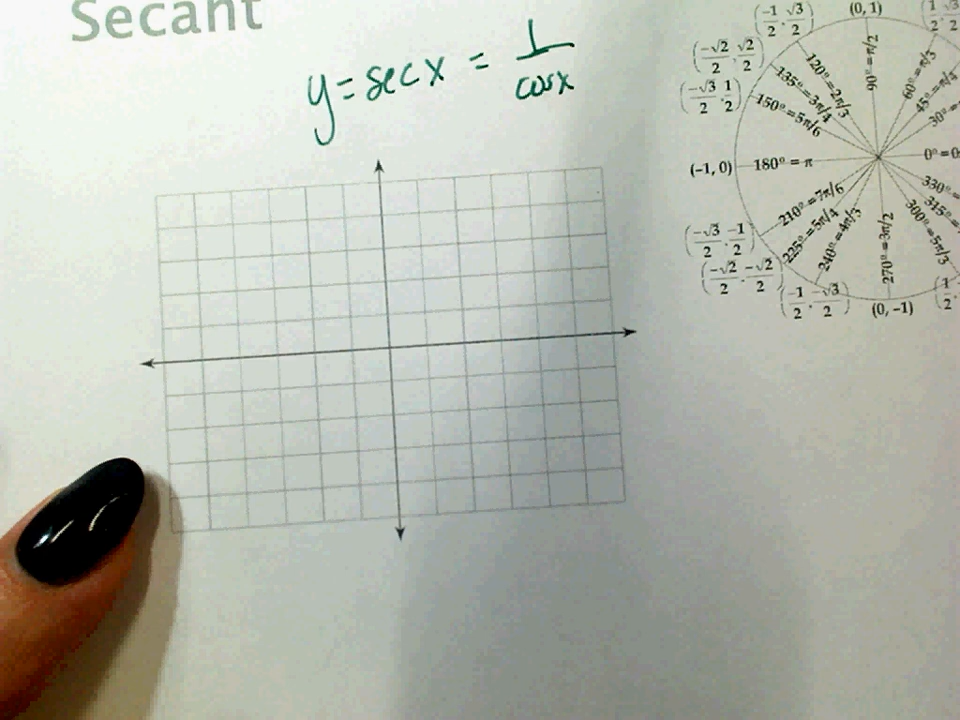 Secant
y = sec x = 1/cos x
(-1/2, √3/2)
(0, 1)
(-√2/2, √2/2)
(-√3/2, 1/2)
120° = 2π/3
135° = 3π/4
150° = 5π/6
90° = π/2
60° = π/3
45° = π/4
30° =
(-1, 0)
180° = π
0° = 0
210° = 7π/6
225° = 5π/4
240° = 4π/3
270° = 3π/2
300° = 5π/3
315° =
330° =
(-√3/2, -1/2)
(-√2/2, -√2/2)
(-1/2, -√3/2)
(0, -1)